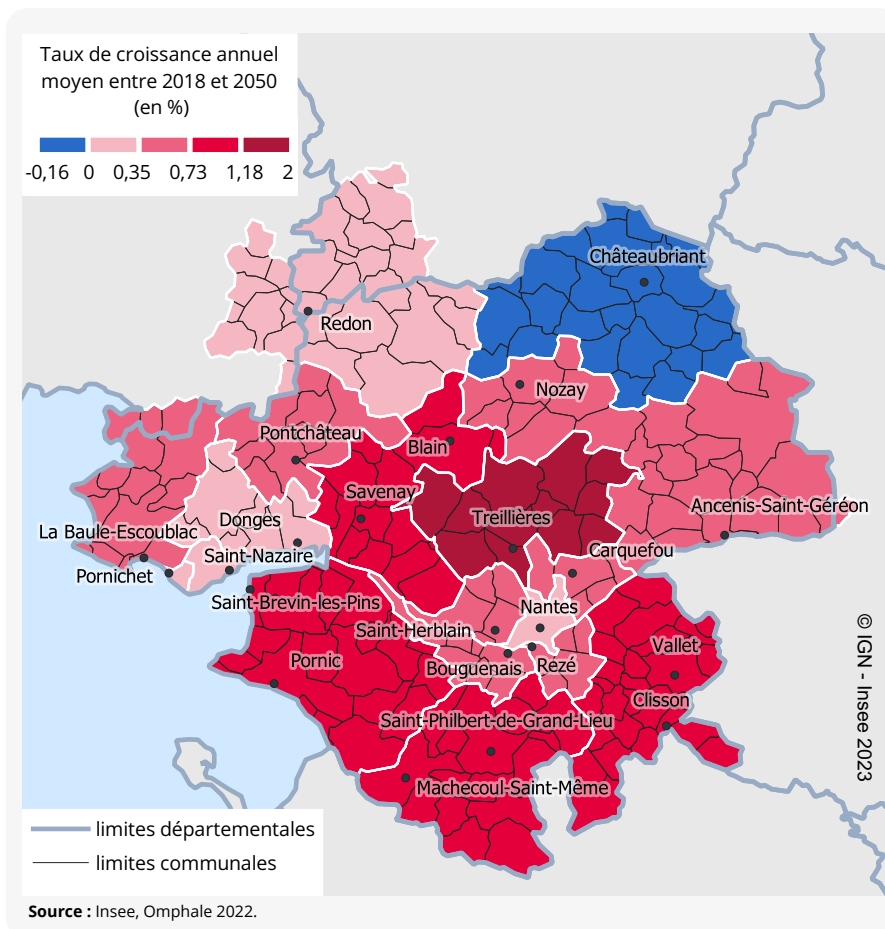 Taux de croissance annuel
moyen entre 2018 et 2050
(en %)
-0,16 0 0,35 0,73 1,18 2
Châteaubriant
Redon
Nozay
Pontchâteau
Blain
Savenay
Ancenis-Saint-Géréon
Treillières
Donges
La Baule-Escoublac
Carquefou
Saint-Nazaire
Pornichet
Saint-Brevin-les-Pins
Nantes
Saint-Herblain
Vallet
Pornic
Bouguenais
Rézé
Clisson
Saint-Philbert-de-Grand-Lieu
Machecoul-Saint-Même
© IGN - Insee 2023
limites départementales
limites communales
Source : Insee, Omphale 2022.